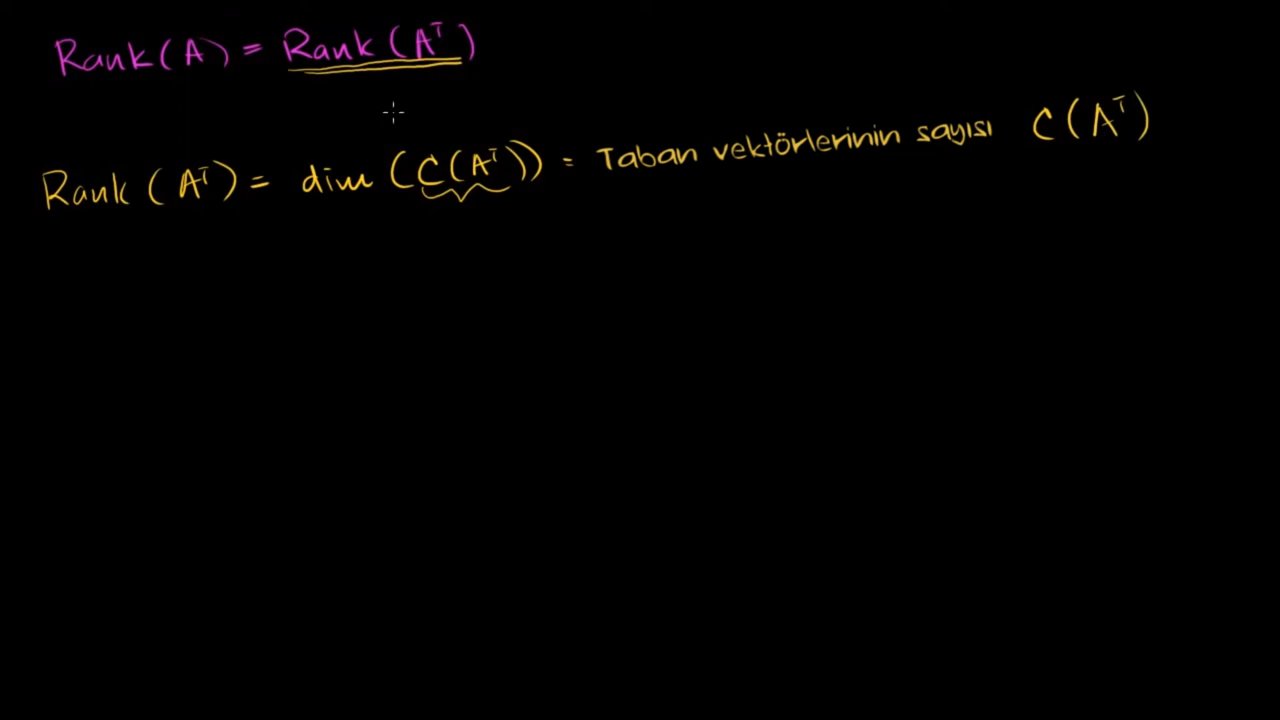 Rank(A) = Rank(Aᵀ)
Rank(Aᵀ) = dim(C(Aᵀ)) = Taban vektörlerinin sayısı C(Aᵀ)